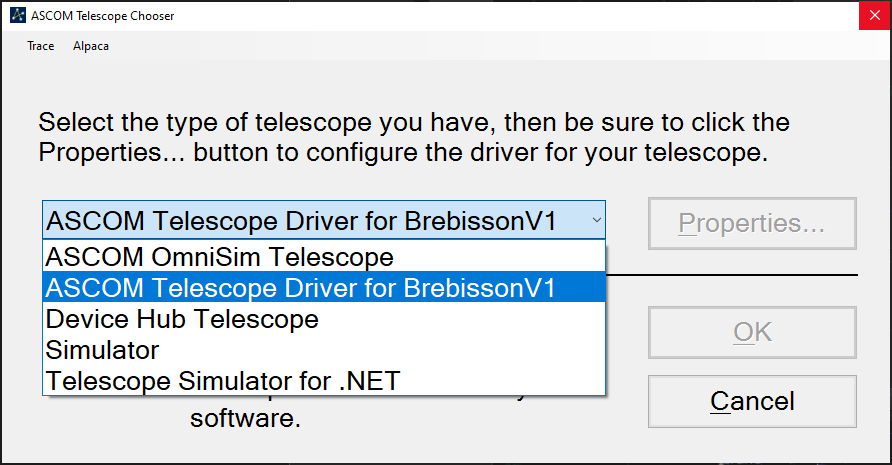 ASCOM Telescope Chooser
Trace Alpaca
Select the type of telescope you have, then be sure to click the
Properties... button to configure the driver for your telescope.
ASCOM Telescope Driver for BrebissonV1
Properties...
ASCOM OmniSim Telescope
ASCOM Telescope Driver for BrebissonV1
Device Hub Telescope
Simulator
Telescope Simulator for .NET
software.
OK
Cancel